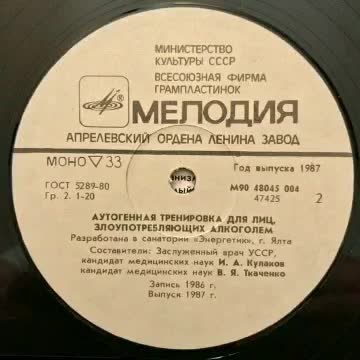 МИНИСТЕРСТВО
КУЛЬТУРЫ СССР
ВСЕСОЮЗНАЯ ФИРМА
ГРАМПЛАСТИНОК
МЕЛОДИЯ
АПРЕЛЕВСКИЙ ОРДЕНА ЛЕНИНА ЗАВОД
МОНО ▽ 33
Год выпуска 1987
ГОСТ 5289-80
М90 48045 004
Гр. 2. 1-20
47425
2
АУТОГЕННАЯ ТРЕНИРОВКА ДЛЯ ЛИЦ,
ЗЛОУПОТРЕБЛЯЮЩИХ АЛКОГОЛЕМ
Разработана в санатории «Энергетик», г. Ялта
Составители: Заслуженный врач УССР,
кандидат медицинских наук И. А. Кулаков
кандидат медицинских наук В. Я. Ткаченко
Запись 1986 г.
Выпуск 1987 г.